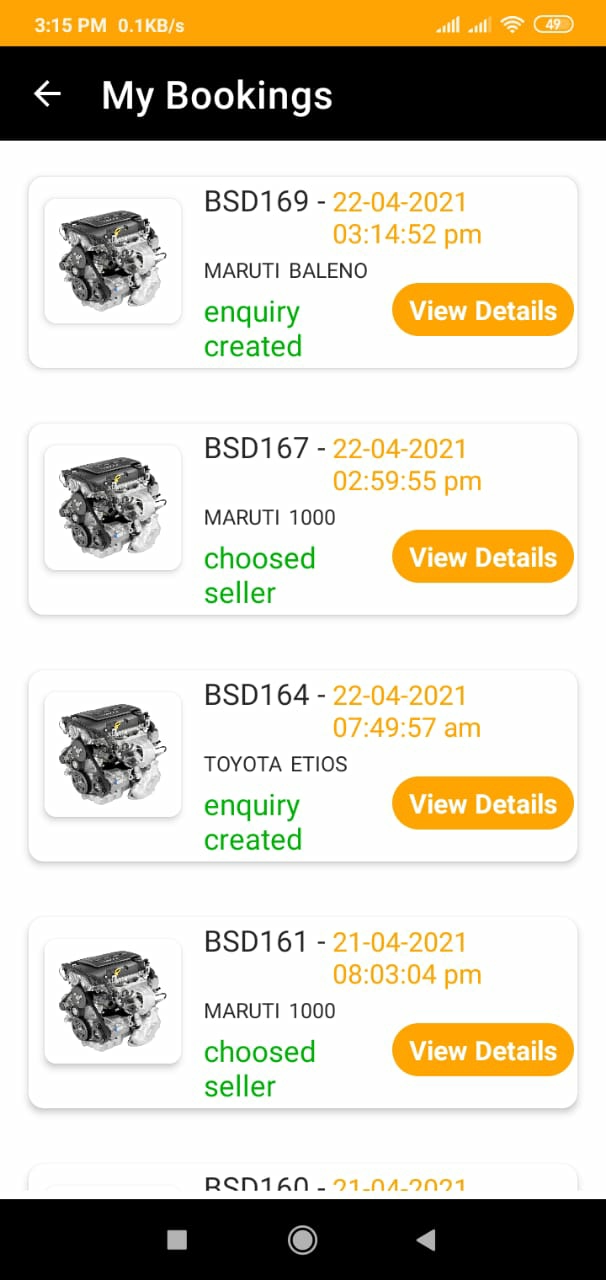 3:15 PM 0.1KB/s 49
My Bookings
BSD169 - 22-04-2021
03:14:52 pm
MARUTI BALENO
enquiry
created
View Details
BSD167 - 22-04-2021
02:59:55 pm
MARUTI 1000
choosed
seller
View Details
BSD164 - 22-04-2021
07:49:57 am
TOYOTA ETIOS
enquiry
created
View Details
BSD161 - 21-04-2021
08:03:04 pm
MARUTI 1000
choosed
seller
View Details
BSD160 - 21-04-2021